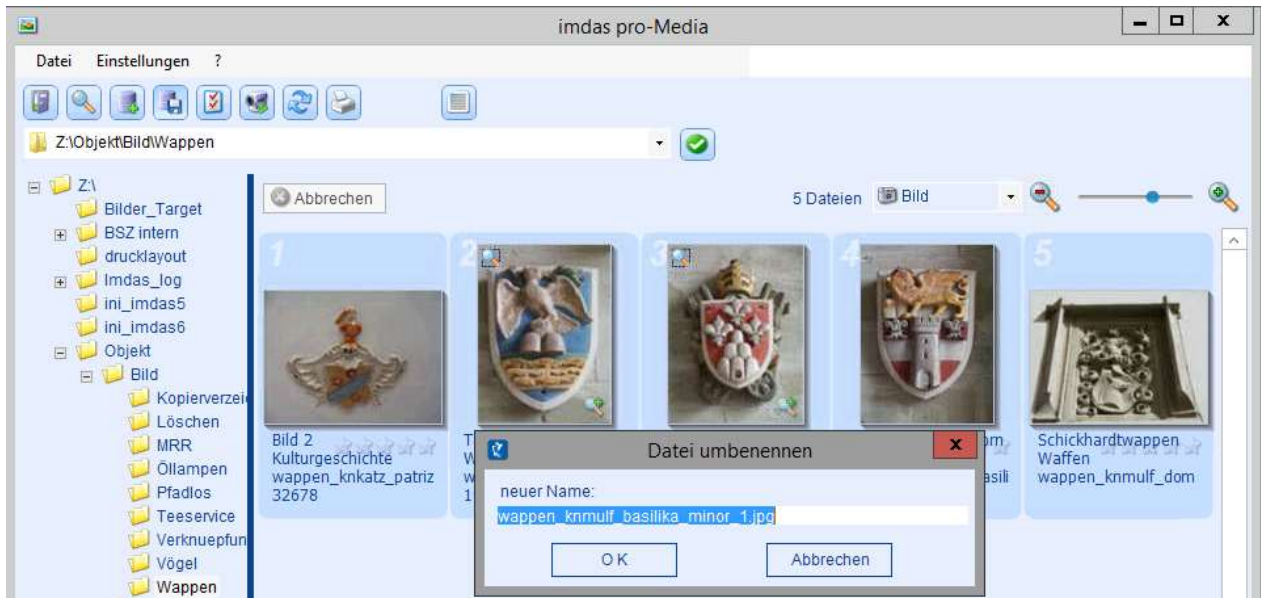 imdas pro-Media
Datei Einstellungen ?
Z:\Objekt\Bild\Wappen
Z:\
Bilder_Target
BSZ intern
drucklayout
Imdas_log
ini_imdas5
ini_imdas6
Objekt
Bild
Kopierverzei
Löschen
MRR
Öllampen
Pfadlos
Teeservice
Verknuepfun
Vögel
Wappen
Abbrechen 5 Dateien Bild
1 2 3 4 5
Bild 2
Kulturgeschichte
wappen_knkatz_patriz
32678
Schickhardtwappen
Waffen
wappen_knmulf_dom
Datei umbenennen
neuer Name:
wappen_knmulf_basilika_minor_1.jpg
OK Abbrechen